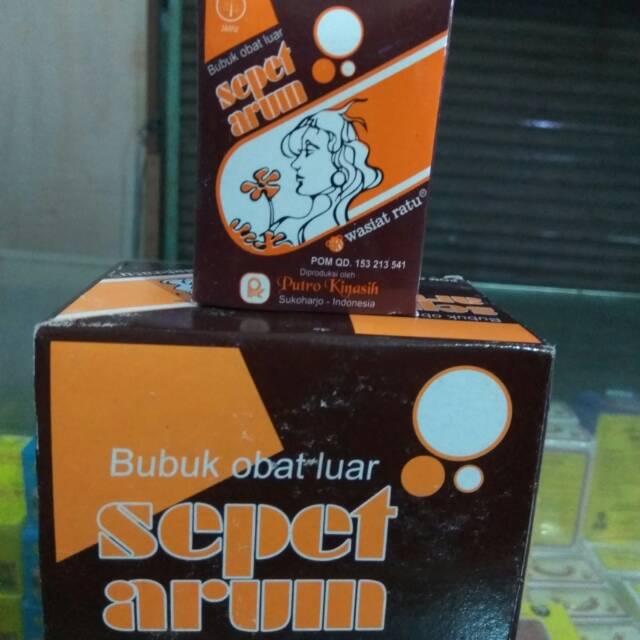 JAMU
Bubuk obat luar
sepet
arum
wasiat ratu®
POM QD. 153 213 541
Diproduksi oleh
Putro Kinasih
Sukoharjo - Indonesia
Bubuk obat luar
sepet
arum